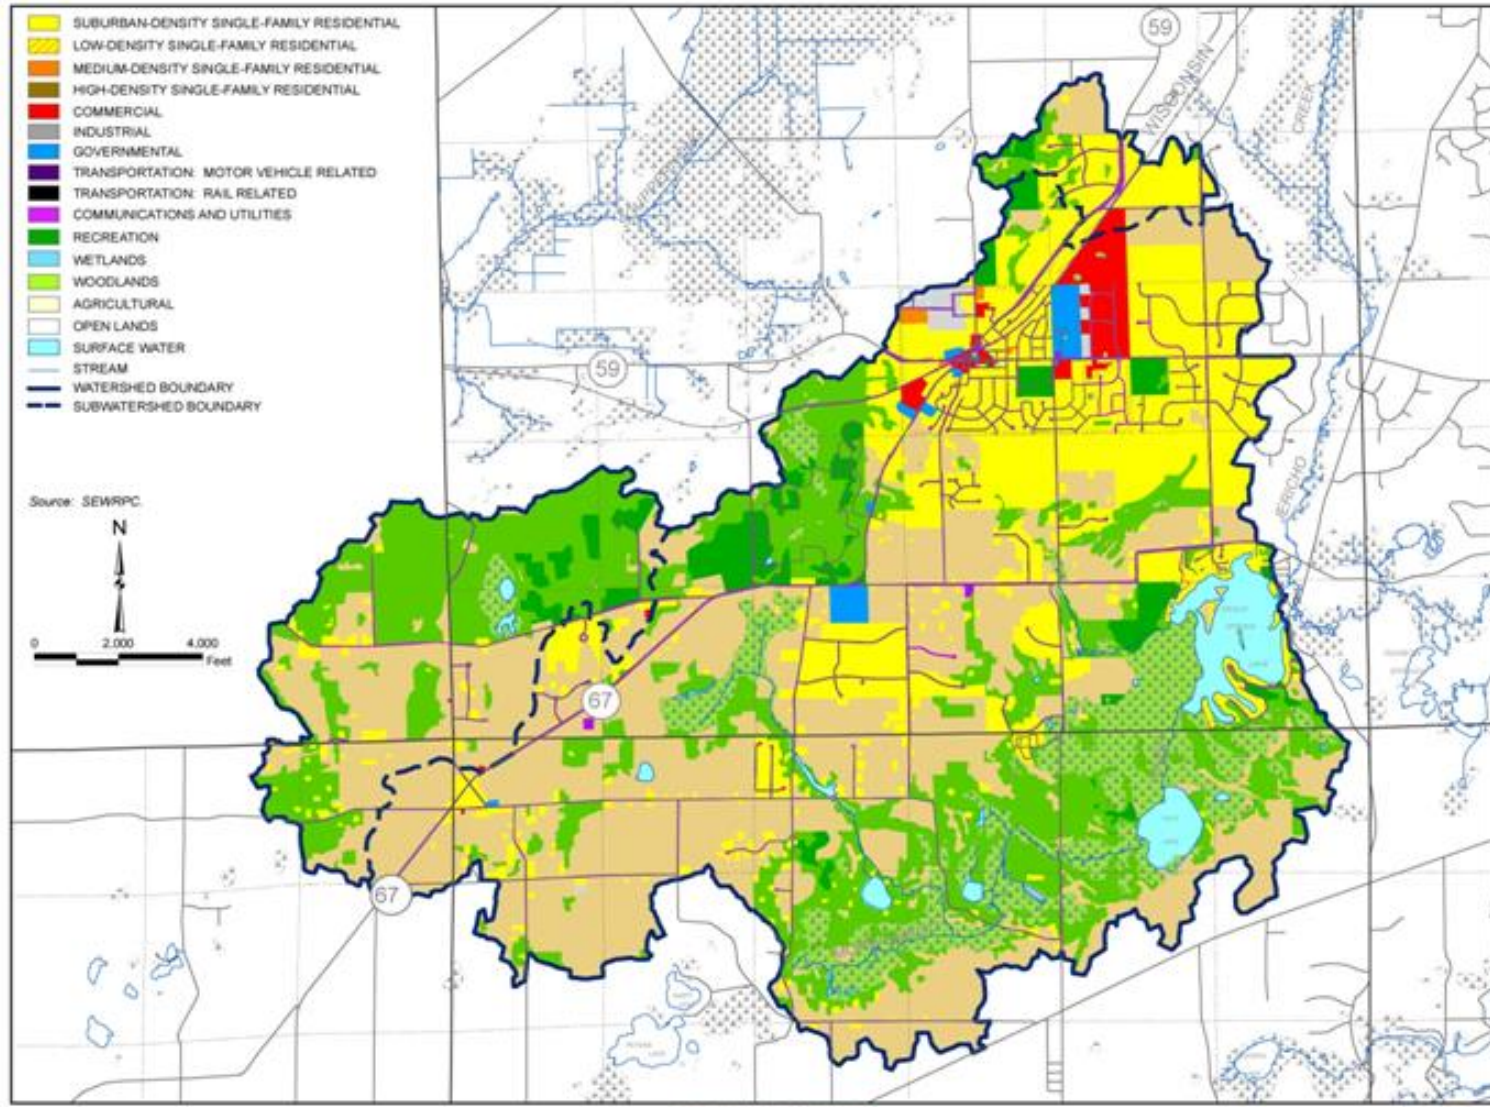 SUBURBAN-DENSITY SINGLE-FAMILY RESIDENTIAL
LOW-DENSITY SINGLE-FAMILY RESIDENTIAL
MEDIUM-DENSITY SINGLE-FAMILY RESIDENTIAL
HIGH-DENSITY SINGLE-FAMILY RESIDENTIAL
COMMERCIAL
INDUSTRIAL
GOVERNMENTAL
TRANSPORTATION: MOTOR VEHICLE RELATED
TRANSPORTATION: RAIL RELATED
COMMUNICATIONS AND UTILITIES
RECREATION
WETLANDS
WOODLANDS
AGRICULTURAL
OPEN LANDS
SURFACE WATER
STREAM
WATERSHED BOUNDARY
SUBWATERSHED BOUNDARY
Source: SEWRPC.
N
0 2,000 4,000
Feet
59
WISCONSIN
CREEK
59
JERICHO
67
67